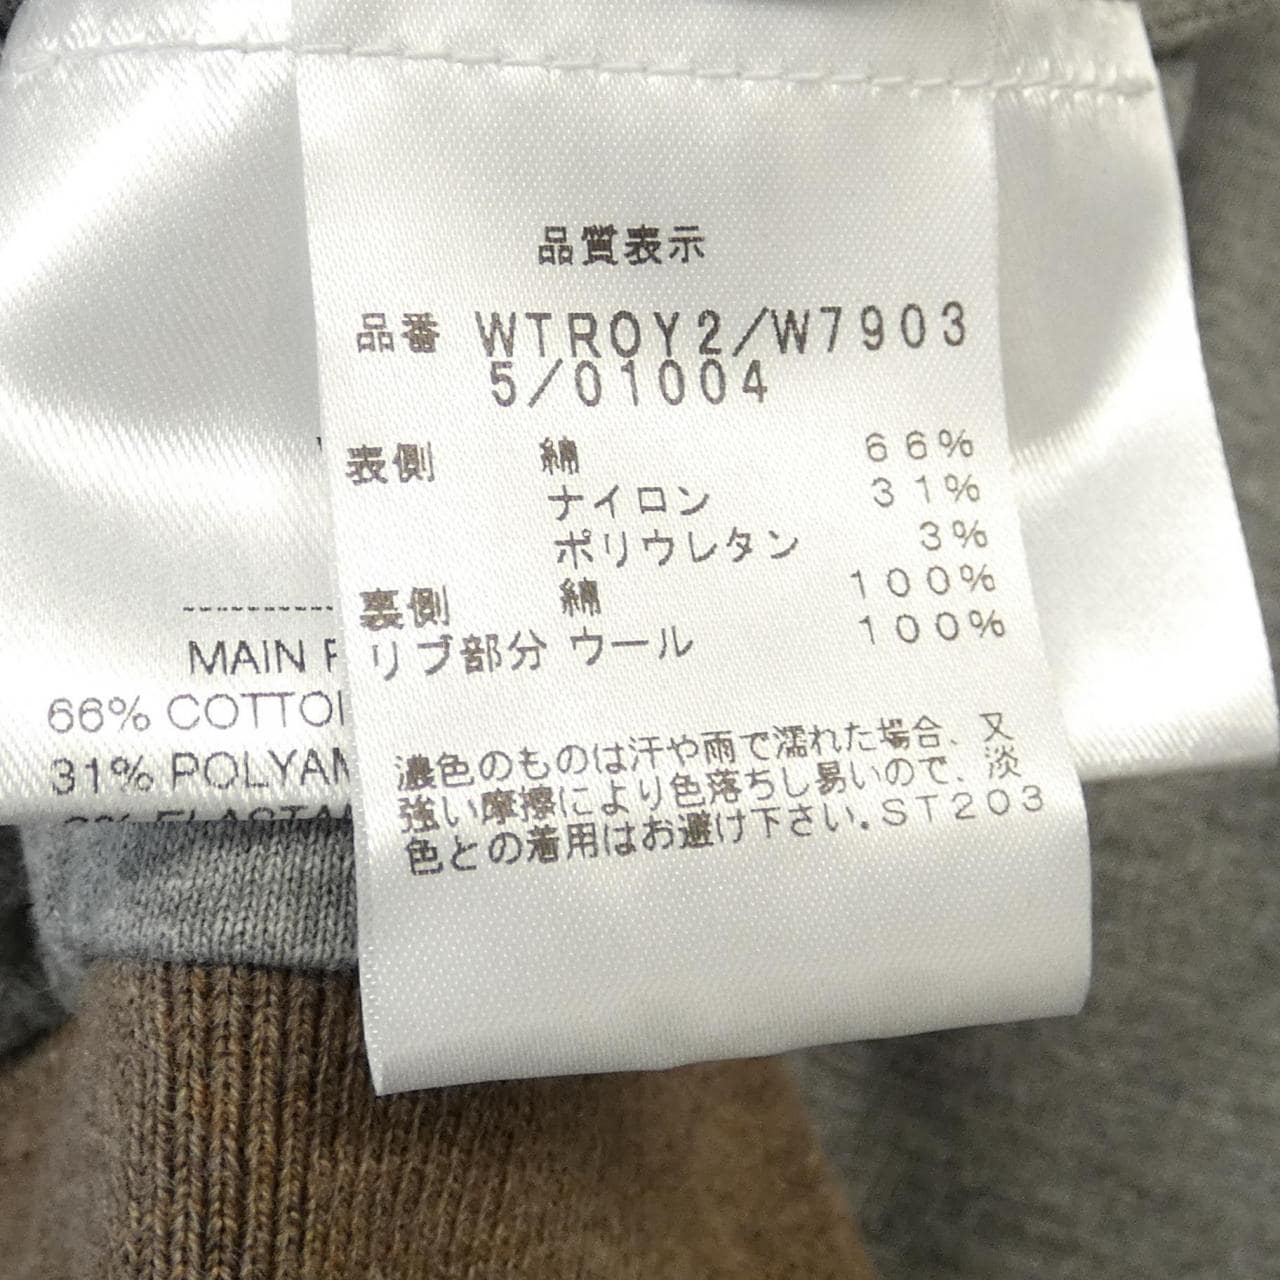 品質表示
品番 WTROY2/W7903
5/01004
表側 綿 66%
ナイロン 31%
ポリウレタン 3%
裏側 綿 100%
リブ部分 ウール 100%
濃色のものは汗や雨で濡れた場合、又
強い摩擦により色落ちし易いので、淡
色との着用はお避け下さい。ST203
MAIN
66%
31%